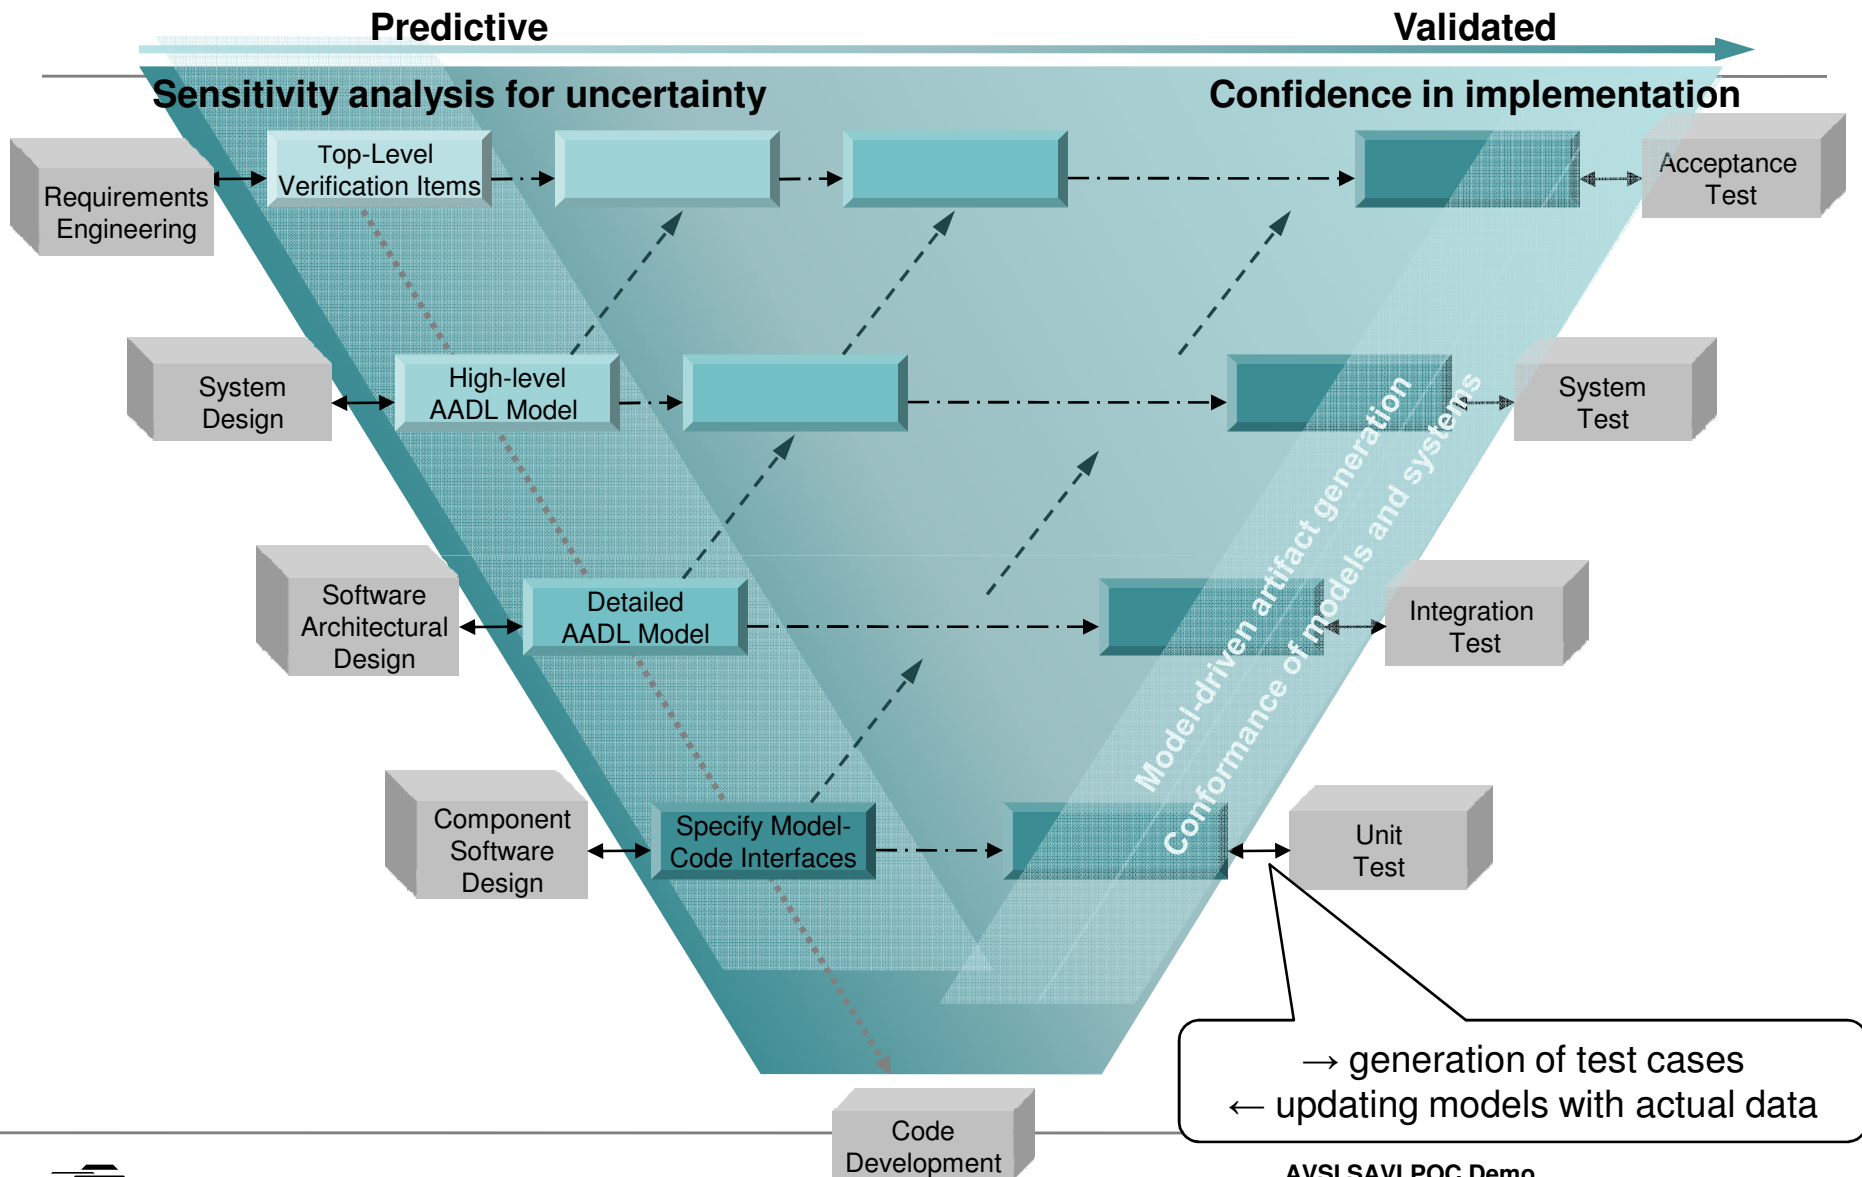 Predictive
Validated
Sensitivity analysis for uncertainty
Confidence in implementation
Requirements
Engineering
Top-Level
Verification Items
Acceptance
Test
System
Design
High-level
AADL Model
System
Test
Software
Architectural
Design
Detailed
AADL Model
Integration
Test
Component
Software
Design
Specify Model-
Code Interfaces
Unit
Test
Model-driven artifact generation
Conformance of models and systems
→ generation of test cases
← updating models with actual data
Code
Development
AVSI SAVI POC Demo